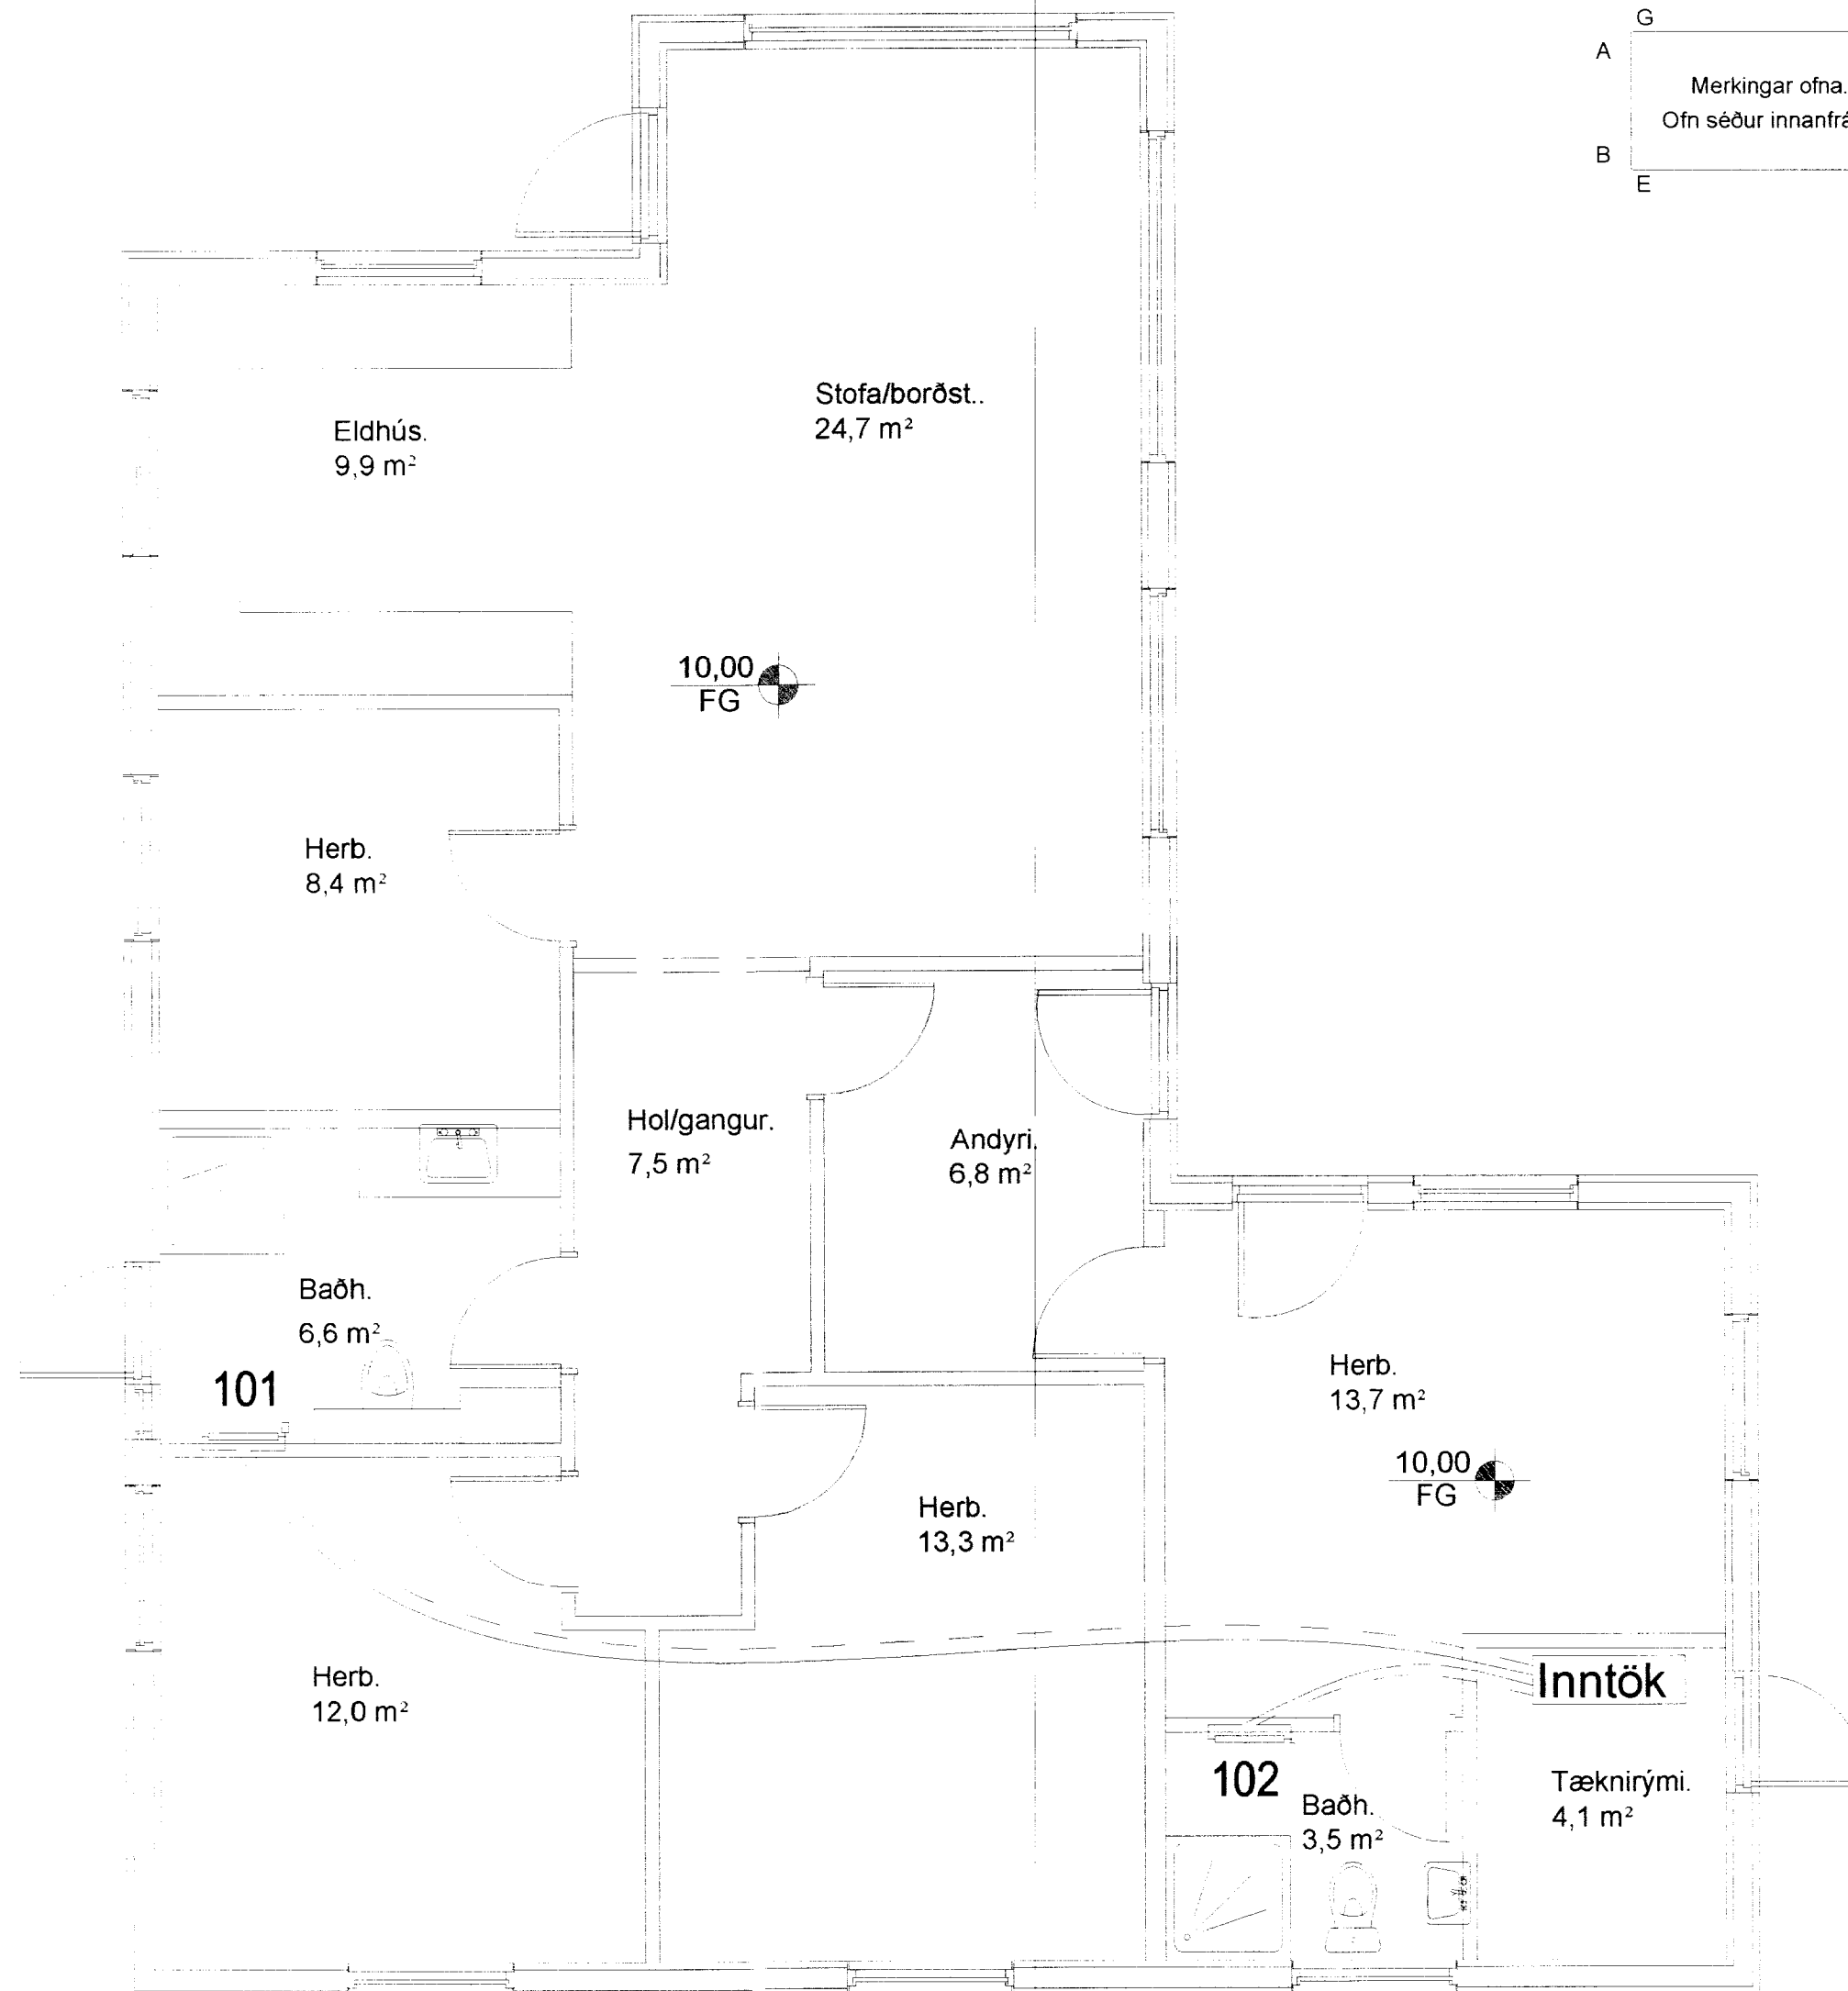 G
A
Merkingar ofna.
Ofn séður innanfrá
B
E
Stofa/borðst..
24,7 m²
Eldhús.
9,9 m²
10,00
FG
Herb.
8,4 m²
Hol/gangur.
7,5 m²
Andyri.
6,8 m²
Baðh.
6,6 m²
101
Herb.
13,7 m²
10,00
FG
Herb.
13,3 m²
Herb.
12,0 m²
Inntök
102
Baðh.
3,5 m²
Tæknirými.
4,1 m²